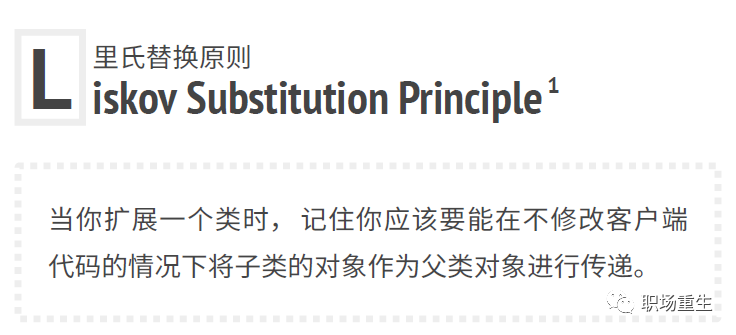 里氏替换原则
Liskov Substitution Principle 1
当你扩展一个类时，记住你应该要能在不修改客户端
代码的情况下将子类的对象作为父类对象进行传递。
职场重生